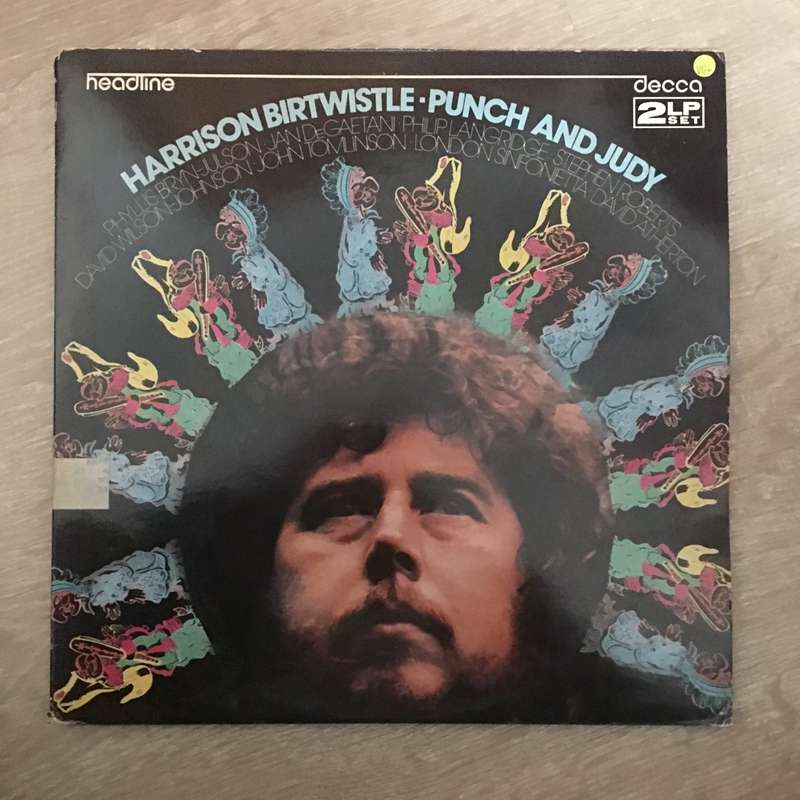 headline
decca
2LP
SET
HARRISON BIRTWISTLE · PUNCH AND JUDY
PHYLLIS BRYN-JULSON · JAN DeGAETANI · PHILIP LANGRIDGE · STEPHEN ROBERTS
DAVID WILSON-JOHNSON · JOHN TOMLINSON · LONDON SINFONIETTA · DAVID ATHERTON